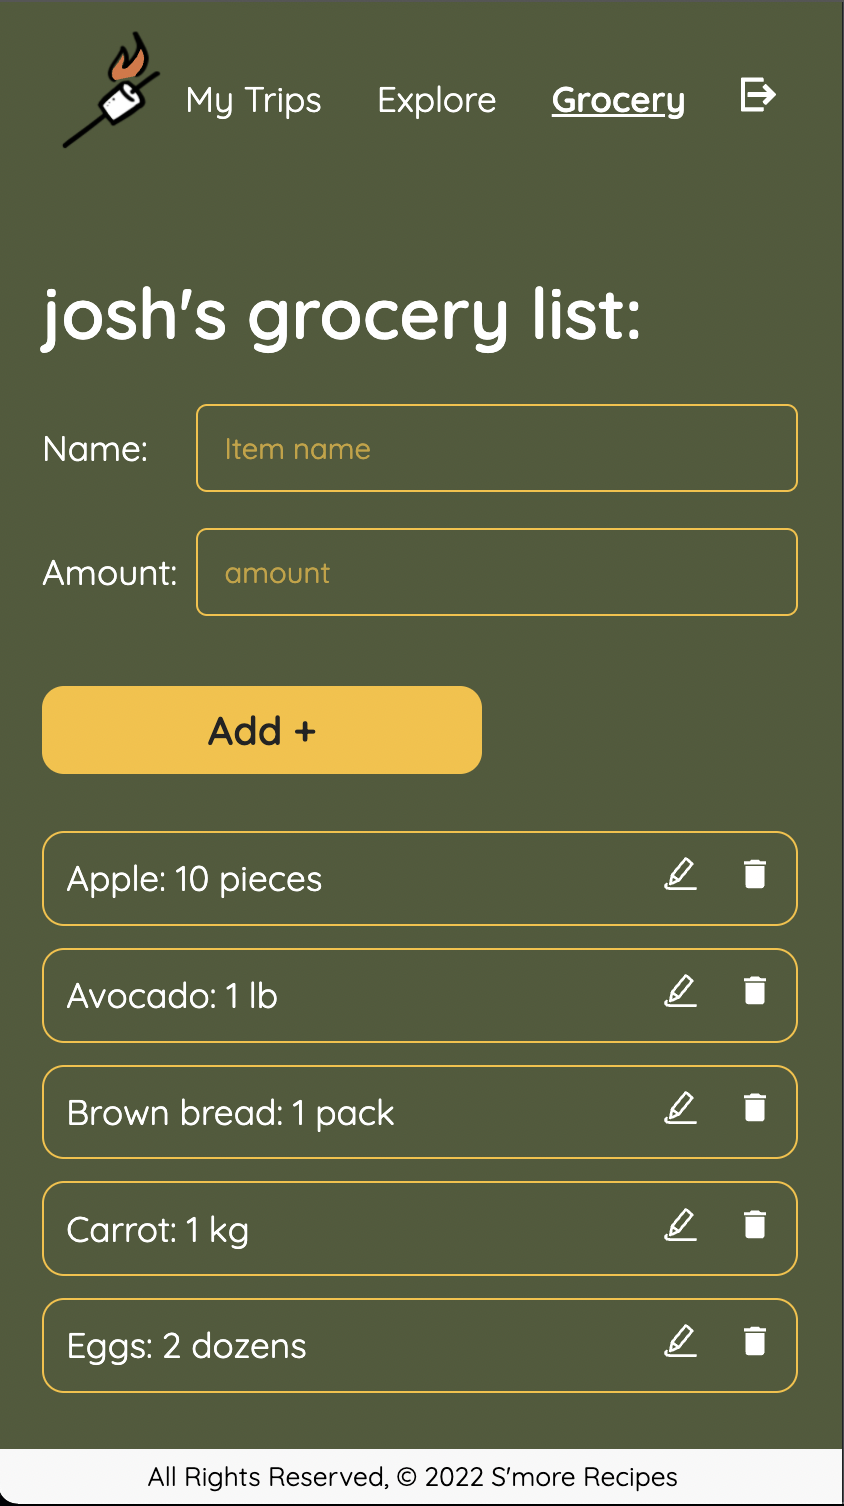 My Trips Explore Grocery
josh's grocery list:
Name: Item name
Amount: amount
Add +
Apple: 10 pieces
Avocado: 1 lb
Brown bread: 1 pack
Carrot: 1 kg
Eggs: 2 dozens
All Rights Reserved, © 2022 S'more Recipes